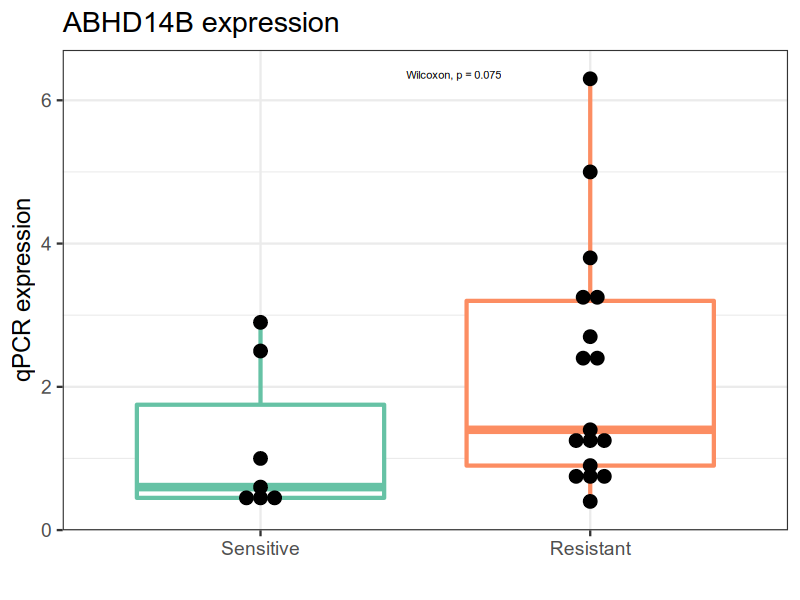 ABHD14B expression
Wilcoxon, p = 0.075
6
4
2
0
qPCR expression
Sensitive
Resistant